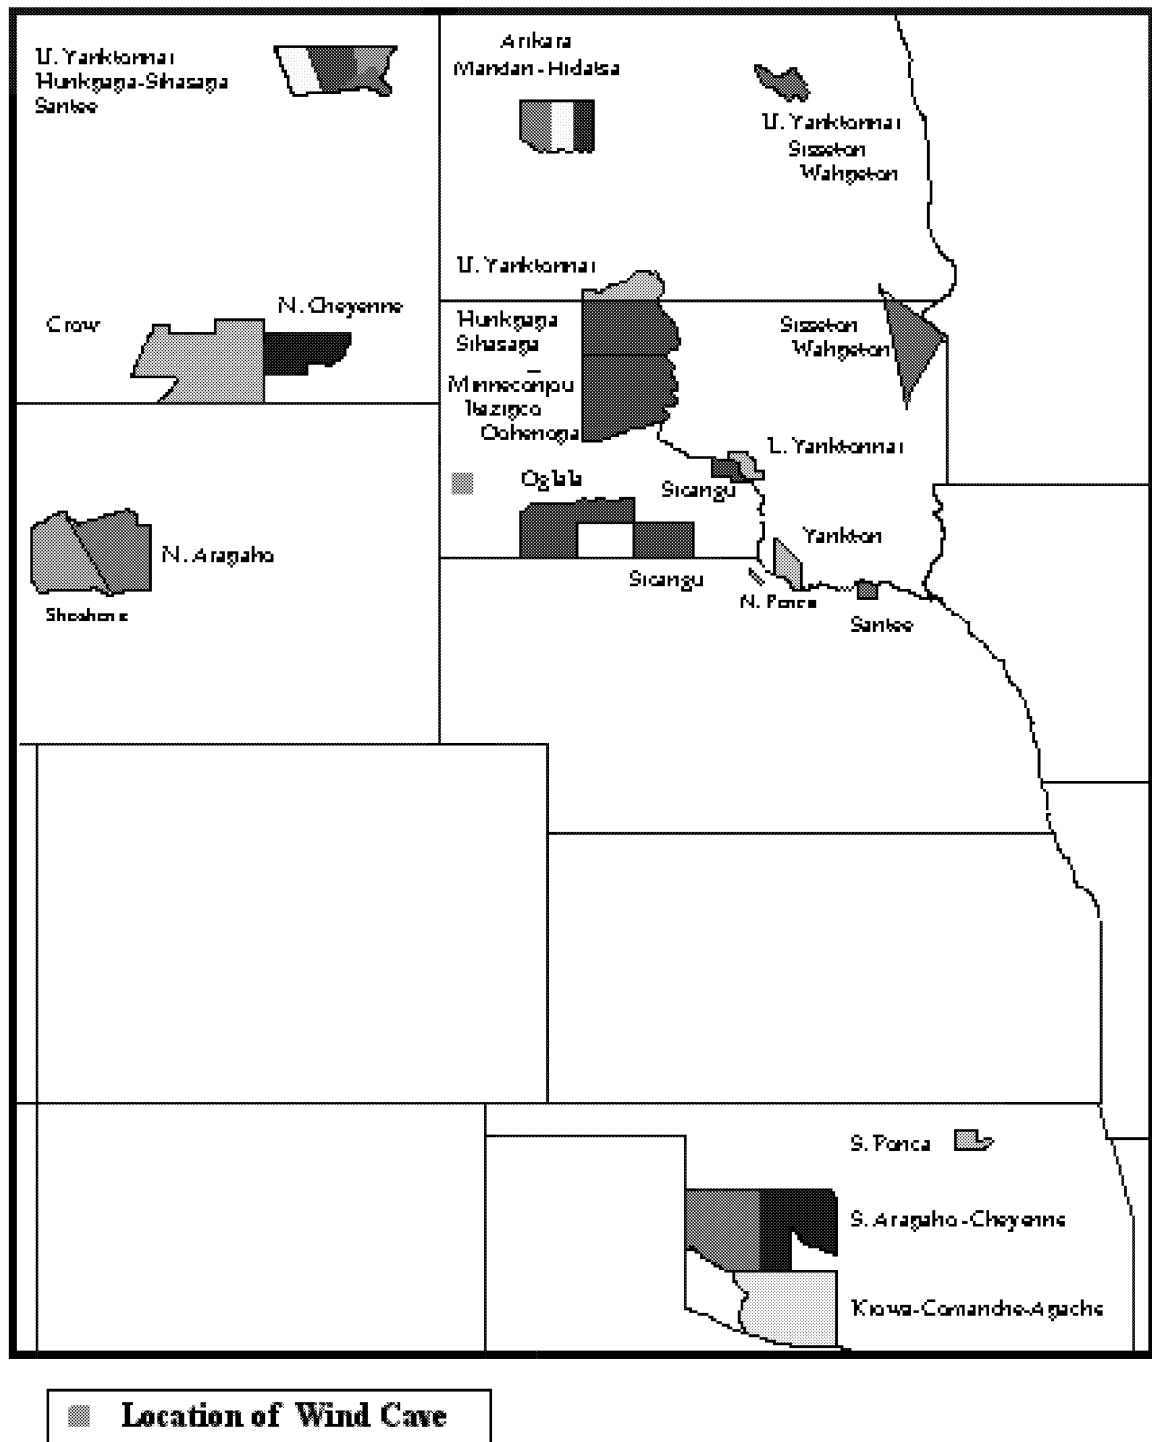 U. Yanktonnai
Hunkpapa-Sihasapa
Santee
Arikara
Mandan-Hidatsa
U. Yanktonnai
Sisseton
Wahpeton
U. Yanktonnai
Crow
N. Cheyenne
Hunkpapa
Sihasapa
Sisseton
Wahpeton
Minneconjou
Itazipco
Oohenopa
L. Yanktonnai
Oglala
Sicangu
N. Arapaho
Yankton
Sicangu
N. Ponca
Shoshone
Santee
S. Ponca
S. Arapaho-Cheyenne
Kiowa-Comanche-Apache
Location of Wind Cave